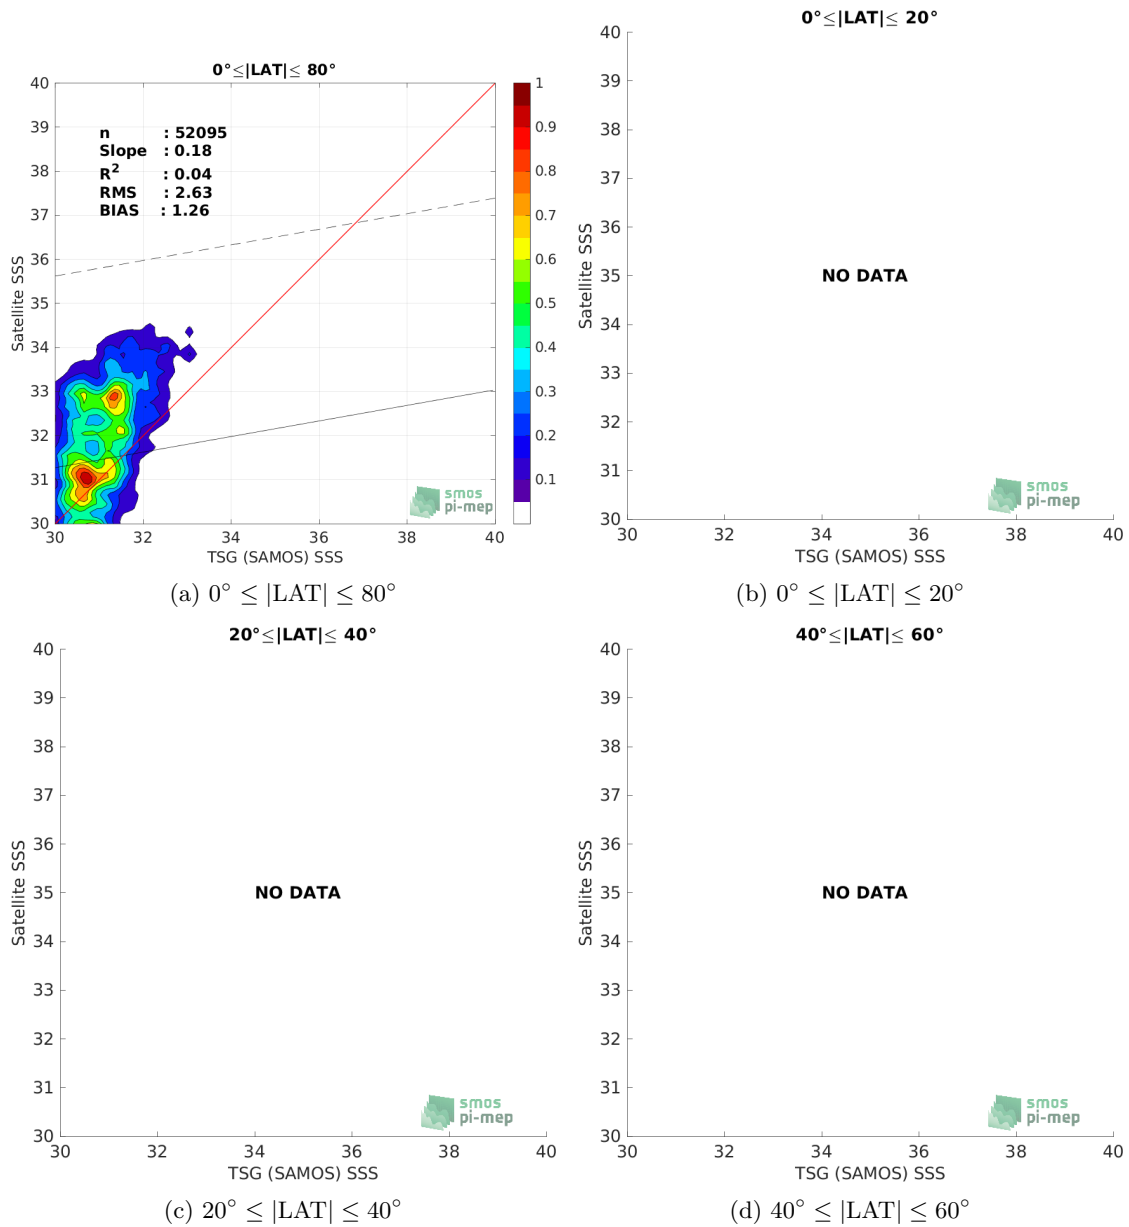 0°≤|LAT|≤ 80°
40
39
38
37
36
35
34
33
32
31
30
Satellite SSS
n : 52095
Slope : 0.18
R² : 0.04
RMS : 2.63
BIAS : 1.26
1
0.9
0.8
0.7
0.6
0.5
0.4
0.3
0.2
0.1
smos
pi-mep
30 32 34 36 38 40
TSG (SAMOS) SSS
(a) 0° ≤ |LAT| ≤ 80°
0°≤|LAT|≤ 20°
40
39
38
37
36
35
34
33
32
31
30
Satellite SSS
NO DATA
smos
pi-mep
30 32 34 36 38 40
TSG (SAMOS) SSS
(b) 0° ≤ |LAT| ≤ 20°
20°≤|LAT|≤ 40°
40
39
38
37
36
35
34
33
32
31
30
Satellite SSS
NO DATA
smos
pi-mep
30 32 34 36 38 40
TSG (SAMOS) SSS
(c) 20° ≤ |LAT| ≤ 40°
40°≤|LAT|≤ 60°
40
39
38
37
36
35
34
33
32
31
30
Satellite SSS
NO DATA
smos
pi-mep
30 32 34 36 38 40
TSG (SAMOS) SSS
(d) 40° ≤ |LAT| ≤ 60°